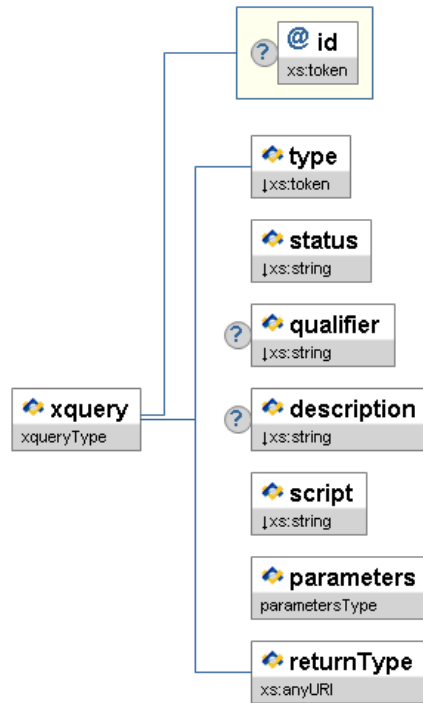 @ id
? xs:token
type
↓xs:token
status
↓xs:string
? qualifier
↓xs:string
xquery
xqueryType
? description
↓xs:string
script
↓xs:string
parameters
parametersType
returnType
xs:anyURI